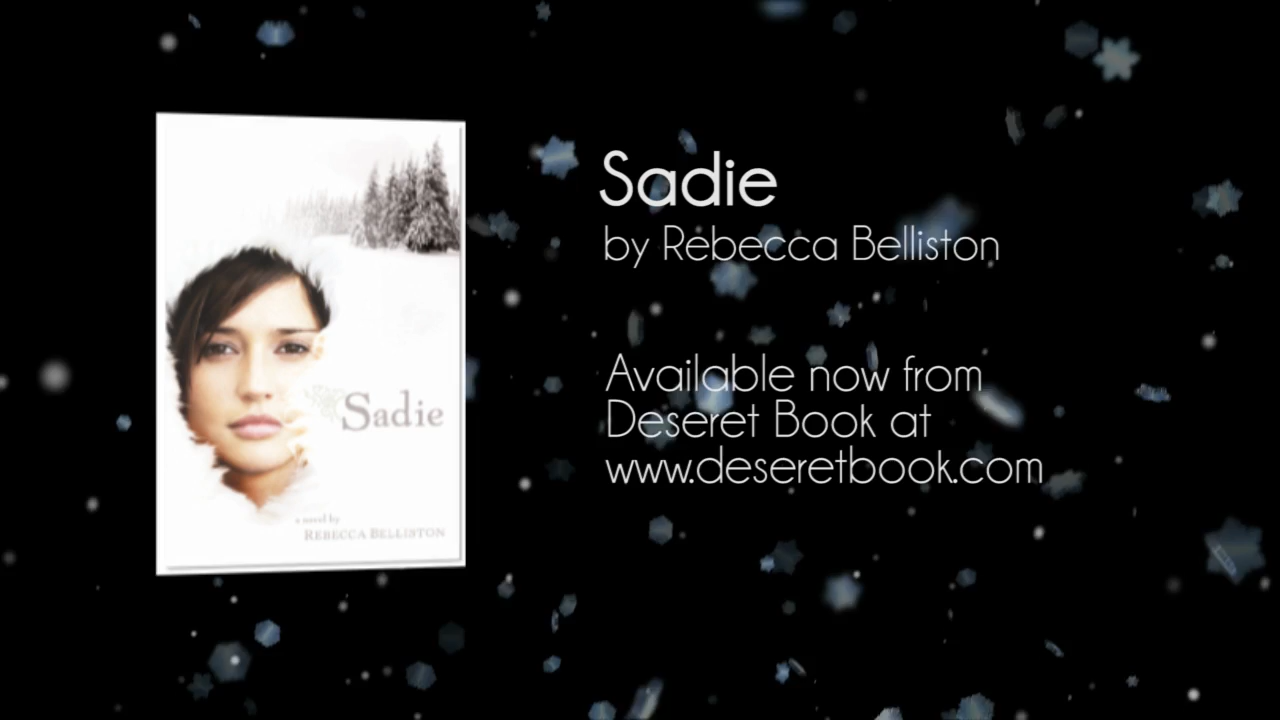 Sadie
a novel by
REBECCA BELLISTON
Sadie
by Rebecca Belliston
Available now from
Deseret Book at
www.deseretbook.com